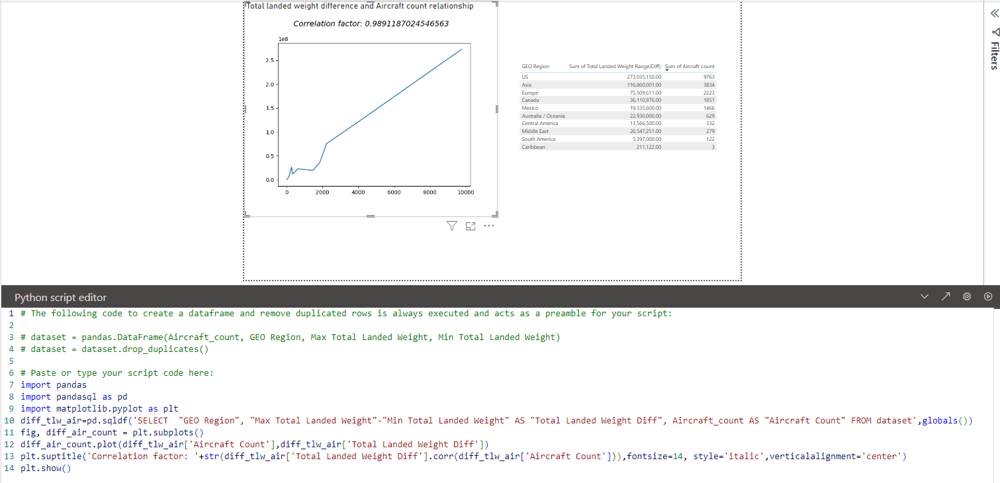 Total landed weight difference and Aircraft count relationship
Correlation factor: 0.9891187024546563
1e8
2.5
2.0
1.5
1.0
0.5
0.0
0 2000 4000 6000 8000 10000
GEO Region Sum of Total Landed Weight Range(Diff) Sum of Aircraft_count
US 273,035,150.00 9763
Asia 116,860,001.00 3834
Europe 75,509,611.00 2223
Canada 36,110,976.00 1851
Mexico 19,335,600.00 1466
Australia / Oceania 22,930,000.00 629
Central America 11,566,500.00 332
Middle East 26,547,251.00 279
South America 5,397,000.00 122
Caribbean 211,122.00 3
Filters
Python script editor
1 # The following code to create a dataframe and remove duplicated rows is always executed and acts as a preamble for your script:
2
3 # dataset = pandas.DataFrame(Aircraft_count, GEO Region, Max Total Landed Weight, Min Total Landed Weight)
4 # dataset = dataset.drop_duplicates()
5
6 # Paste or type your script code here:
7 import pandas
8 import pandasql as pd
9 import matplotlib.pyplot as plt
10 diff_tlw_air=pd.sqldf('SELECT  "GEO Region", "Max Total Landed Weight"-"Min Total Landed Weight" AS "Total Landed Weight Diff", Aircraft_count AS "Aircraft Count" FROM dataset',globals())
11 fig, diff_air_count = plt.subplots()
12 diff_air_count.plot(diff_tlw_air['Aircraft Count'],diff_tlw_air['Total Landed Weight Diff'])
13 plt.suptitle('Correlation factor: '+str(diff_tlw_air['Total Landed Weight Diff'].corr(diff_tlw_air['Aircraft Count'])),fontsize=14, style='italic',verticalalignment='center')
14 plt.show()